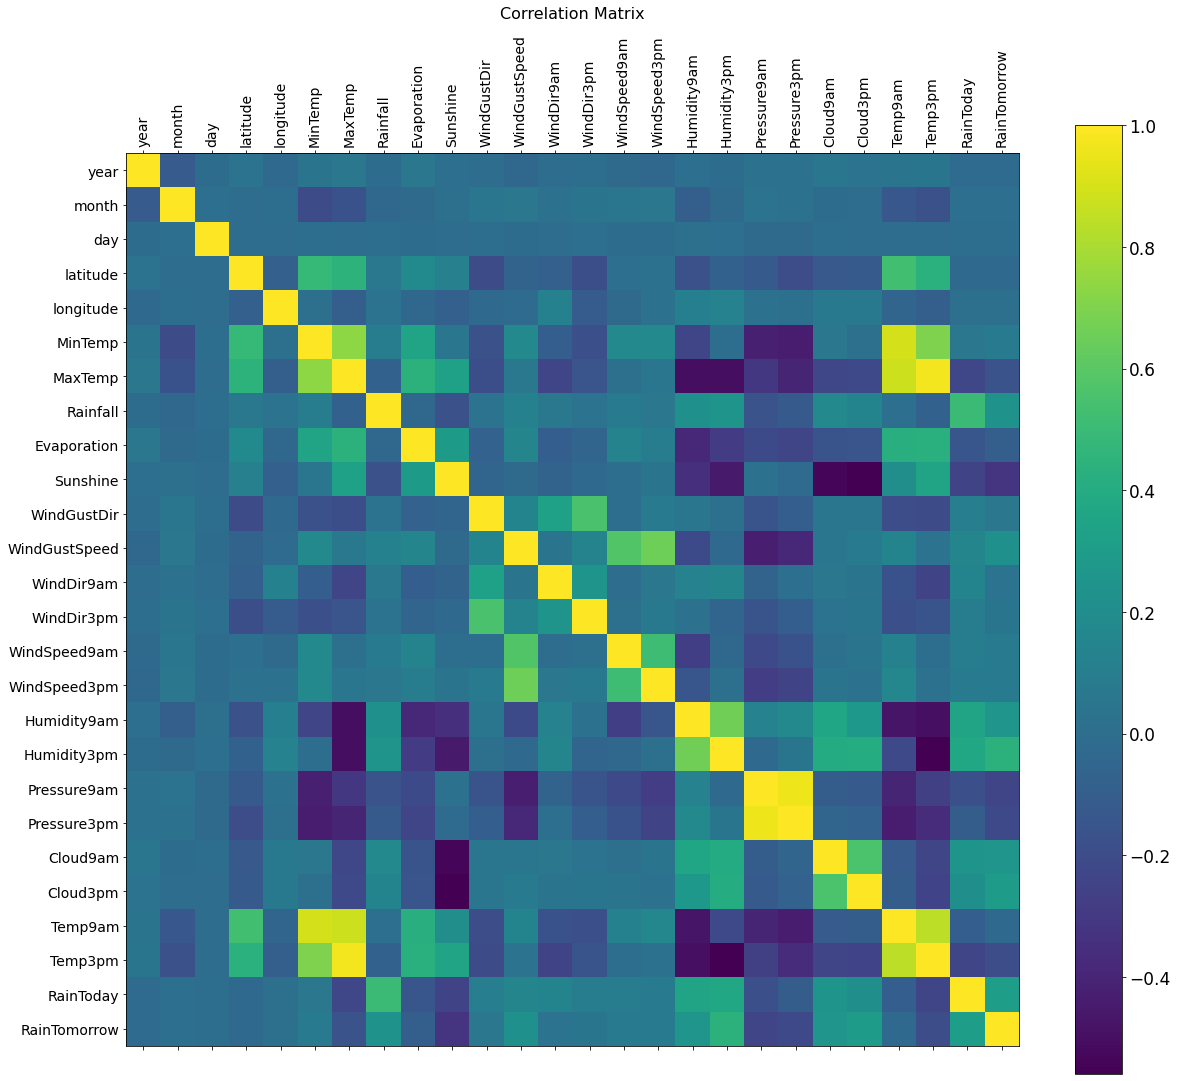 Correlation Matrix
year
month
day
latitude
longitude
MinTemp
MaxTemp
Rainfall
Evaporation
Sunshine
WindGustDir
WindGustSpeed
WindDir9am
WindDir3pm
WindSpeed9am
WindSpeed3pm
Humidity9am
Humidity3pm
Pressure9am
Pressure3pm
Cloud9am
Cloud3pm
Temp9am
Temp3pm
RainToday
RainTomorrow
year
month
day
latitude
longitude
MinTemp
MaxTemp
Rainfall
Evaporation
Sunshine
WindGustDir
WindGustSpeed
WindDir9am
WindDir3pm
WindSpeed9am
WindSpeed3pm
Humidity9am
Humidity3pm
Pressure9am
Pressure3pm
Cloud9am
Cloud3pm
Temp9am
Temp3pm
RainToday
RainTomorrow
1.0
0.8
0.6
0.4
0.2
0.0
−0.2
−0.4